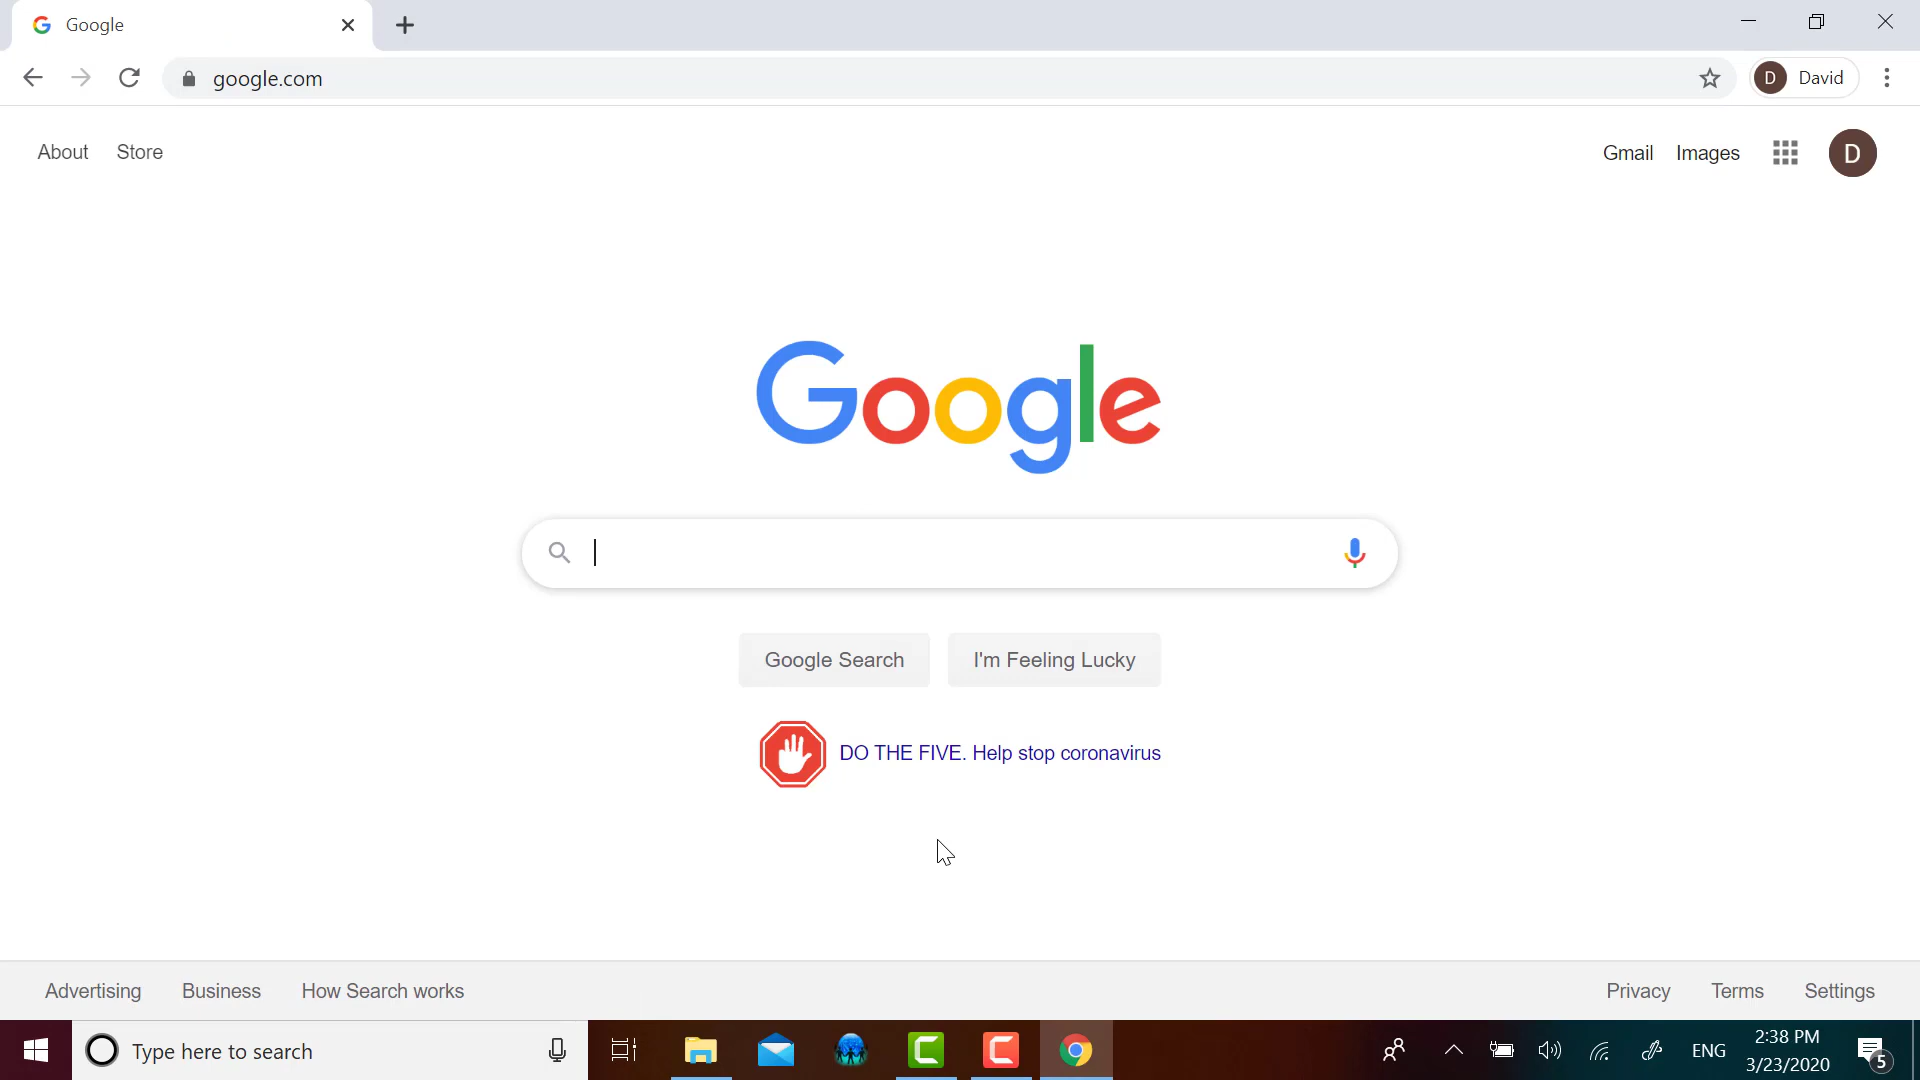 Google
google.com
D David
About Store
Gmail Images D
Google
Google Search I'm Feeling Lucky
DO THE FIVE. Help stop coronavirus
Advertising Business How Search works
Privacy Terms Settings
Type here to search
ENG
2:38 PM
3/23/2020
5